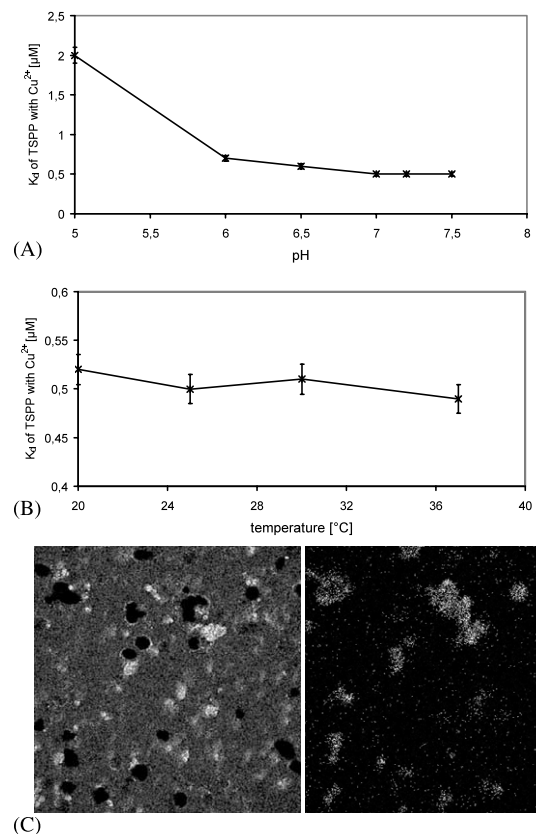 2,5
2
1,5
1
0,5
0
K_d of TSPP with Cu²⁺ [µM]
5 5,5 6 6,5 7 7,5 8
pH
(A)
0,6
0,55
0,5
0,45
0,4
K_d of TSPP with Cu²⁺ [µM]
20 24 28 32 36 40
temperature [°C]
(B)
(C)